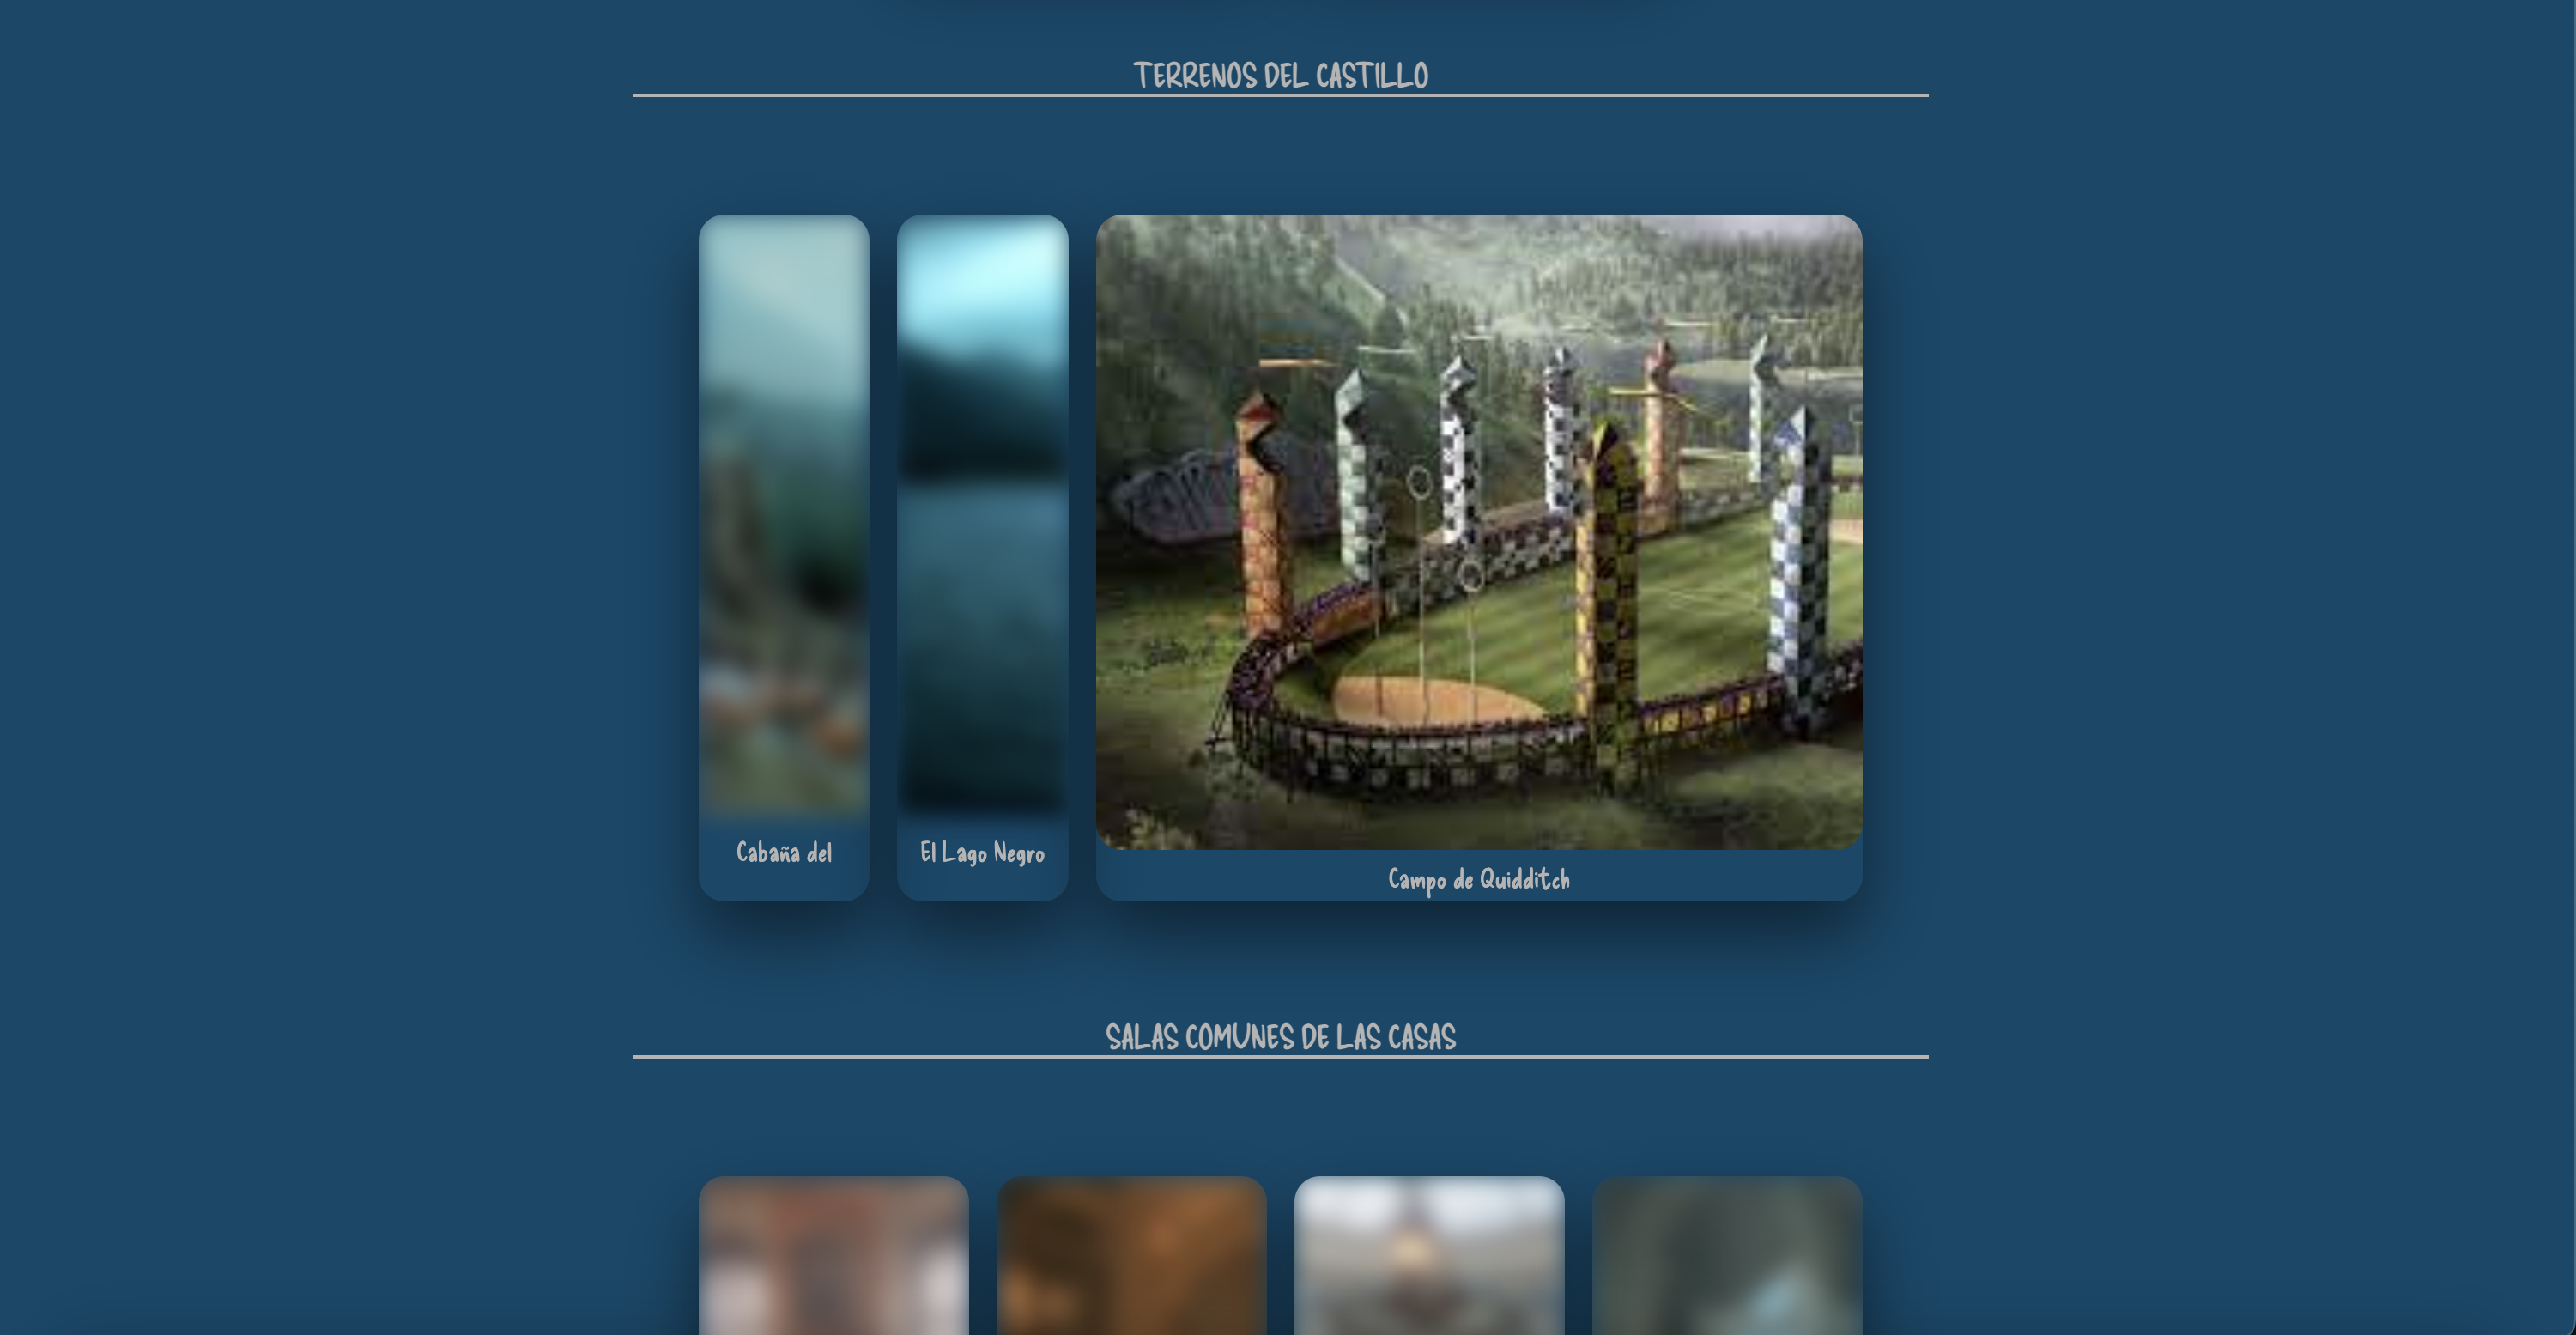 TERRENOS DEL CASTILLO
Cabaña del
El Lago Negro
Campo de Quidditch
SALAS COMUNES DE LAS CASAS